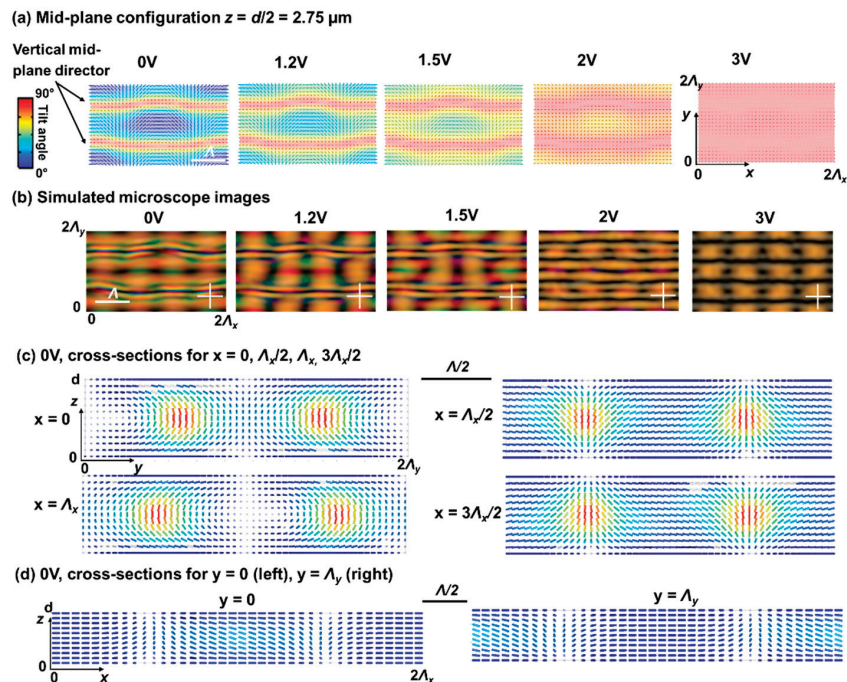 (a) Mid-plane configuration z = d/2 = 2.75 µm
Vertical mid-
plane director
0V 1.2V 1.5V 2V 3V
90°
Tilt angle
0°
Λ
2Λy
y
0
0 x 2Λx
(b) Simulated microscope images
0V 1.2V 1.5V 2V 3V
2Λy
Λ
0
0 2Λx
(c) 0V, cross-sections for x = 0, Λx/2, Λx, 3Λx/2
Λ/2
d
z
x = 0
0
0 y 2Λy
x = Λx/2
x = Λx
x = 3Λx/2
(d) 0V, cross-sections for y = 0 (left), y = Λy (right)
y = 0 Λ/2 y = Λy
d
z
0
0 x 2Λx